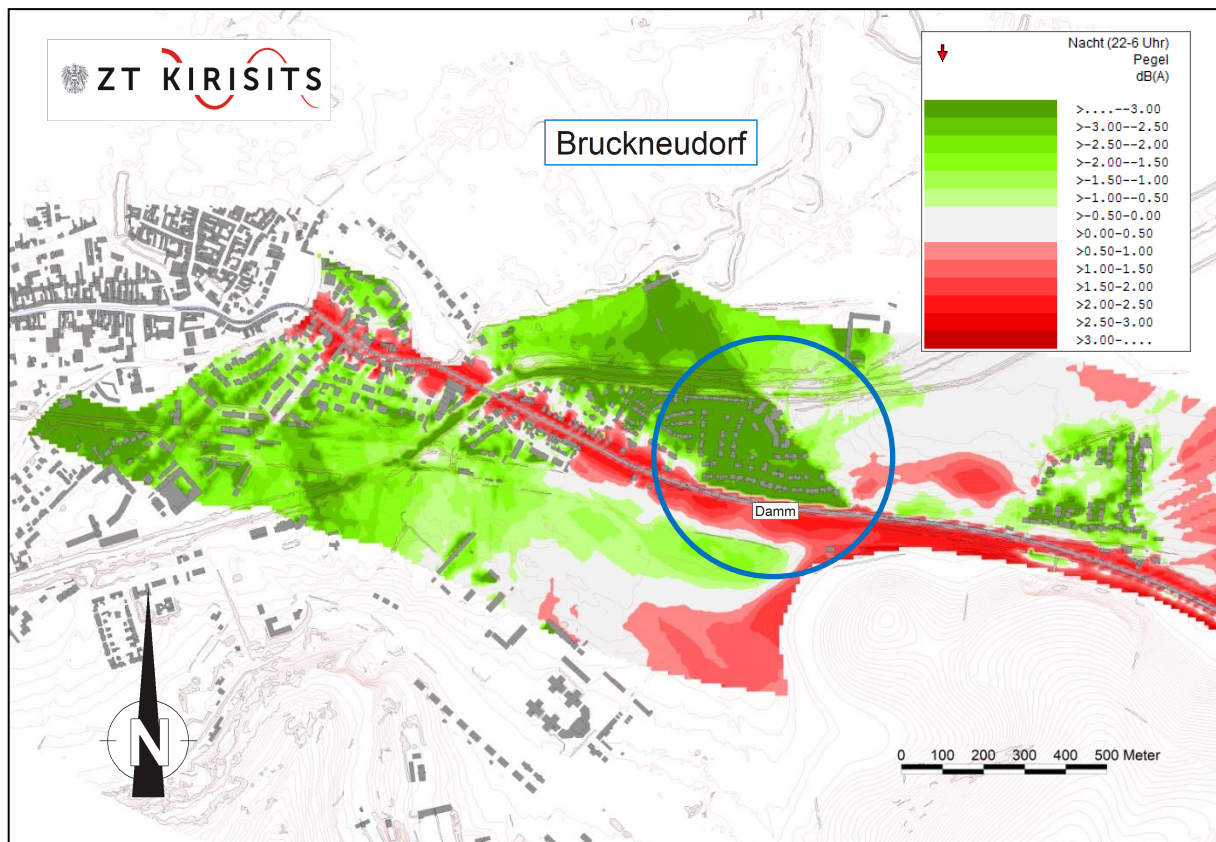 ZT KIRISITS
Bruckneudorf
Nacht (22-6 Uhr)
Pegel
dB(A)
>....--3.00
>-3.00--2.50
>-2.50--2.00
>-2.00--1.50
>-1.50--1.00
>-1.00--0.50
>-0.50-0.00
>0.00-0.50
>0.50-1.00
>1.00-1.50
>1.50-2.00
>2.00-2.50
>2.50-3.00
>3.00-....
Damm
N
0 100 200 300 400 500 Meter